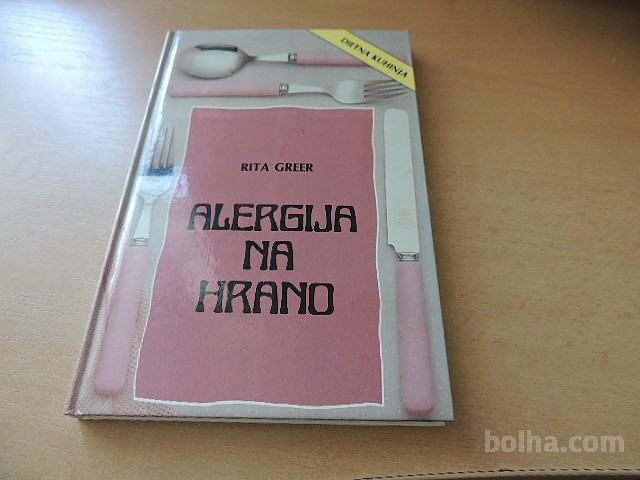 DIETNA KUHINJA
RITA GREER
ALERGIJA
NA
HRANO
bolha.com